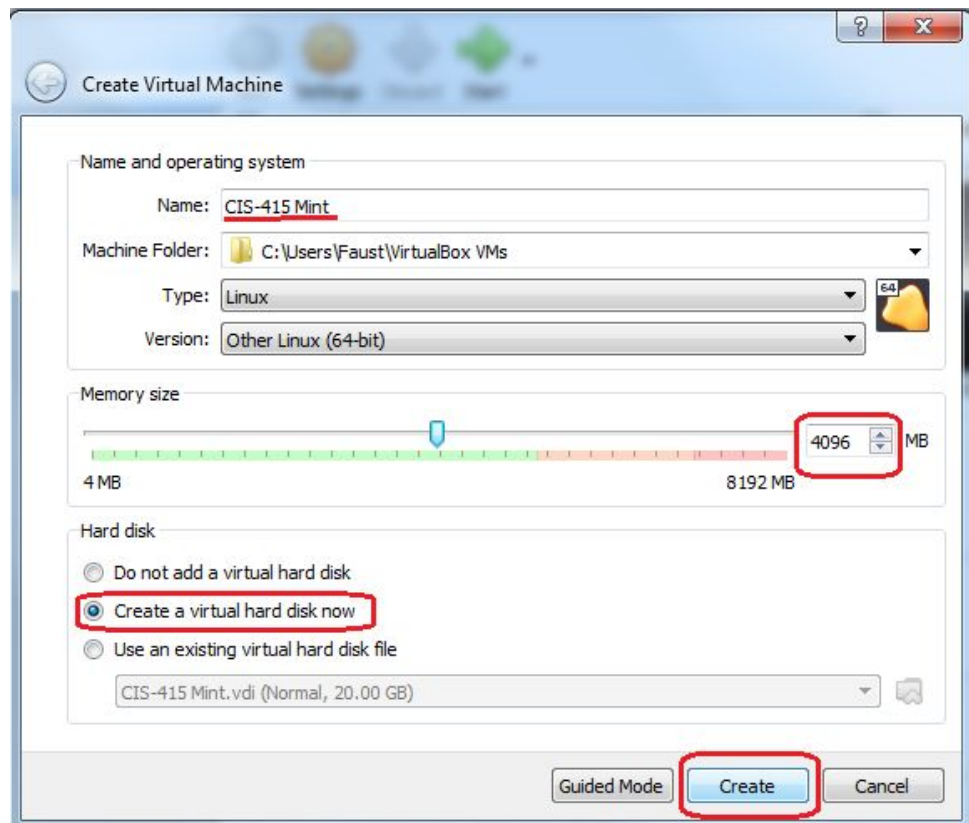 Create Virtual Machine
Name and operating system
Name: CIS-415 Mint
Machine Folder: C:\Users\Faust\VirtualBox VMs
Type: Linux
64
Version: Other Linux (64-bit)
Memory size
4096 MB
4 MB 8192 MB
Hard disk
Do not add a virtual hard disk
Create a virtual hard disk now
Use an existing virtual hard disk file
CIS-415 Mint.vdi (Normal, 20.00 GB)
Guided Mode Create Cancel